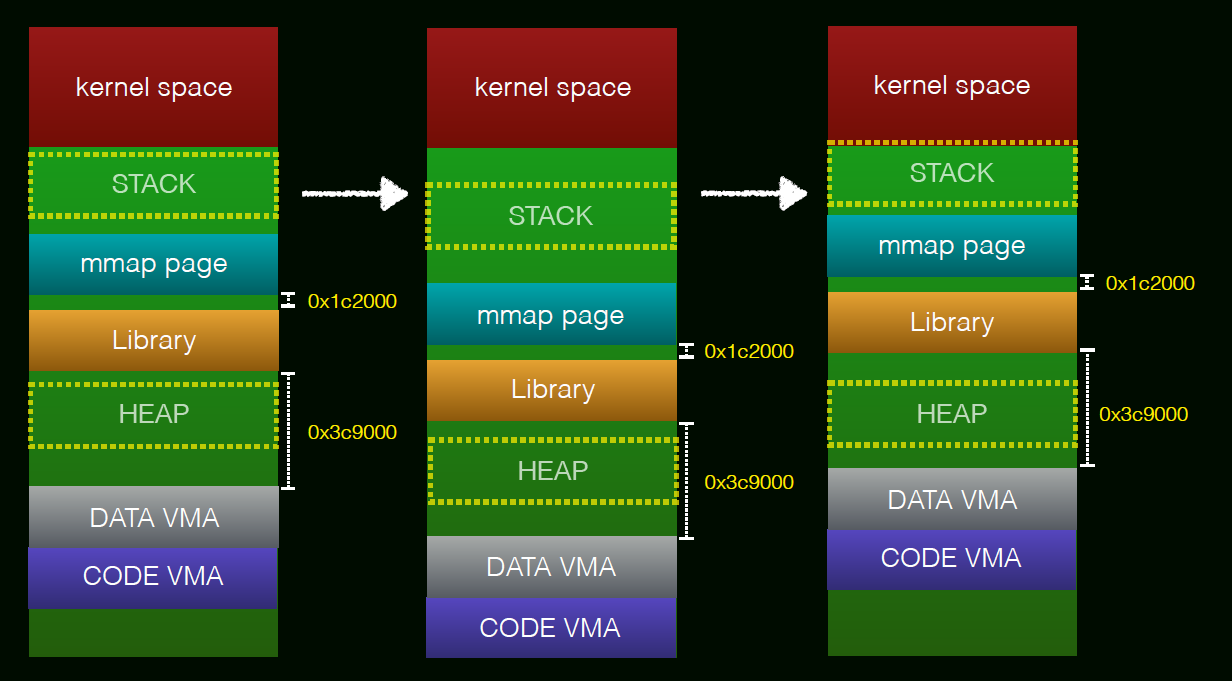 kernel space
STACK
mmap page
0x1c2000
Library
HEAP
0x3c9000
DATA VMA
CODE VMA
kernel space
STACK
mmap page
0x1c2000
Library
HEAP
0x3c9000
DATA VMA
CODE VMA
kernel space
STACK
mmap page
0x1c2000
Library
HEAP
0x3c9000
DATA VMA
CODE VMA